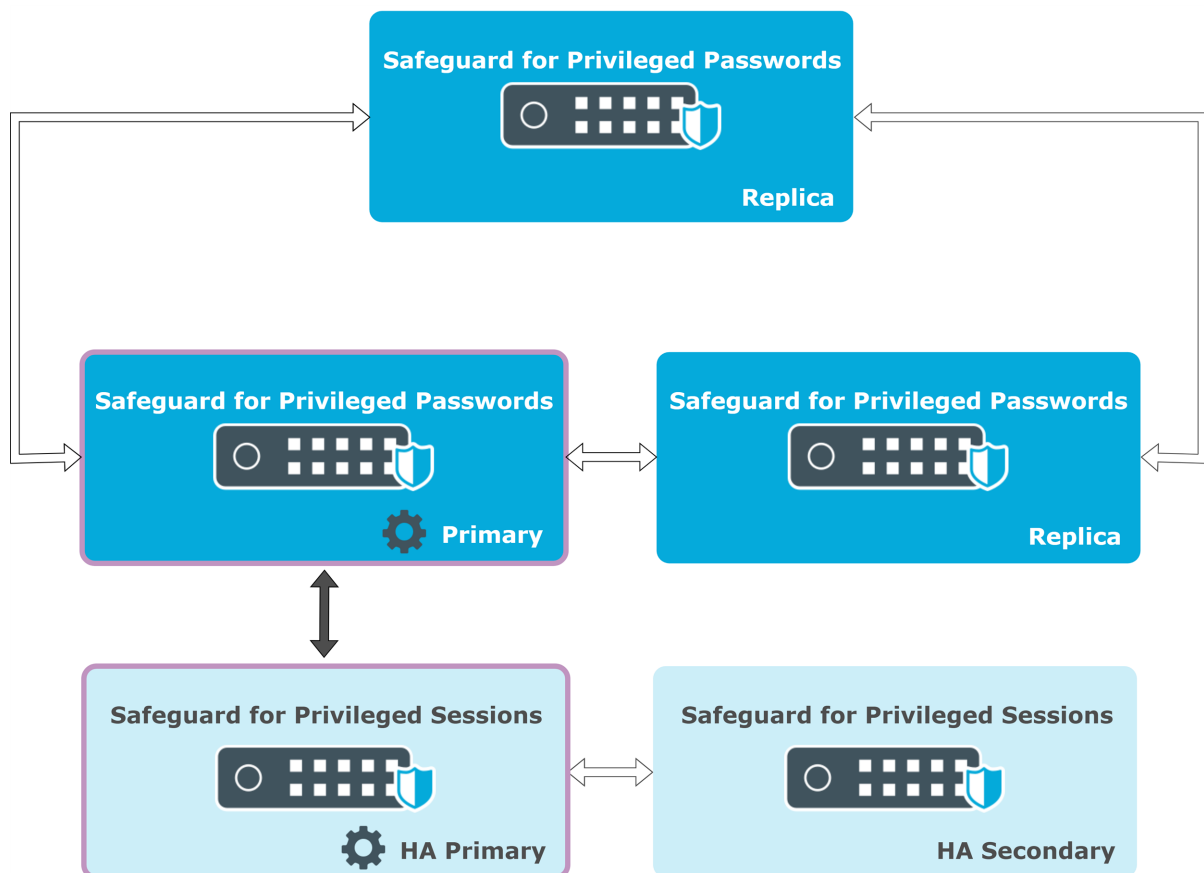 Safeguard for Privileged Passwords
Replica
Safeguard for Privileged Passwords
Primary
Safeguard for Privileged Passwords
Replica
Safeguard for Privileged Sessions
HA Primary
Safeguard for Privileged Sessions
HA Secondary